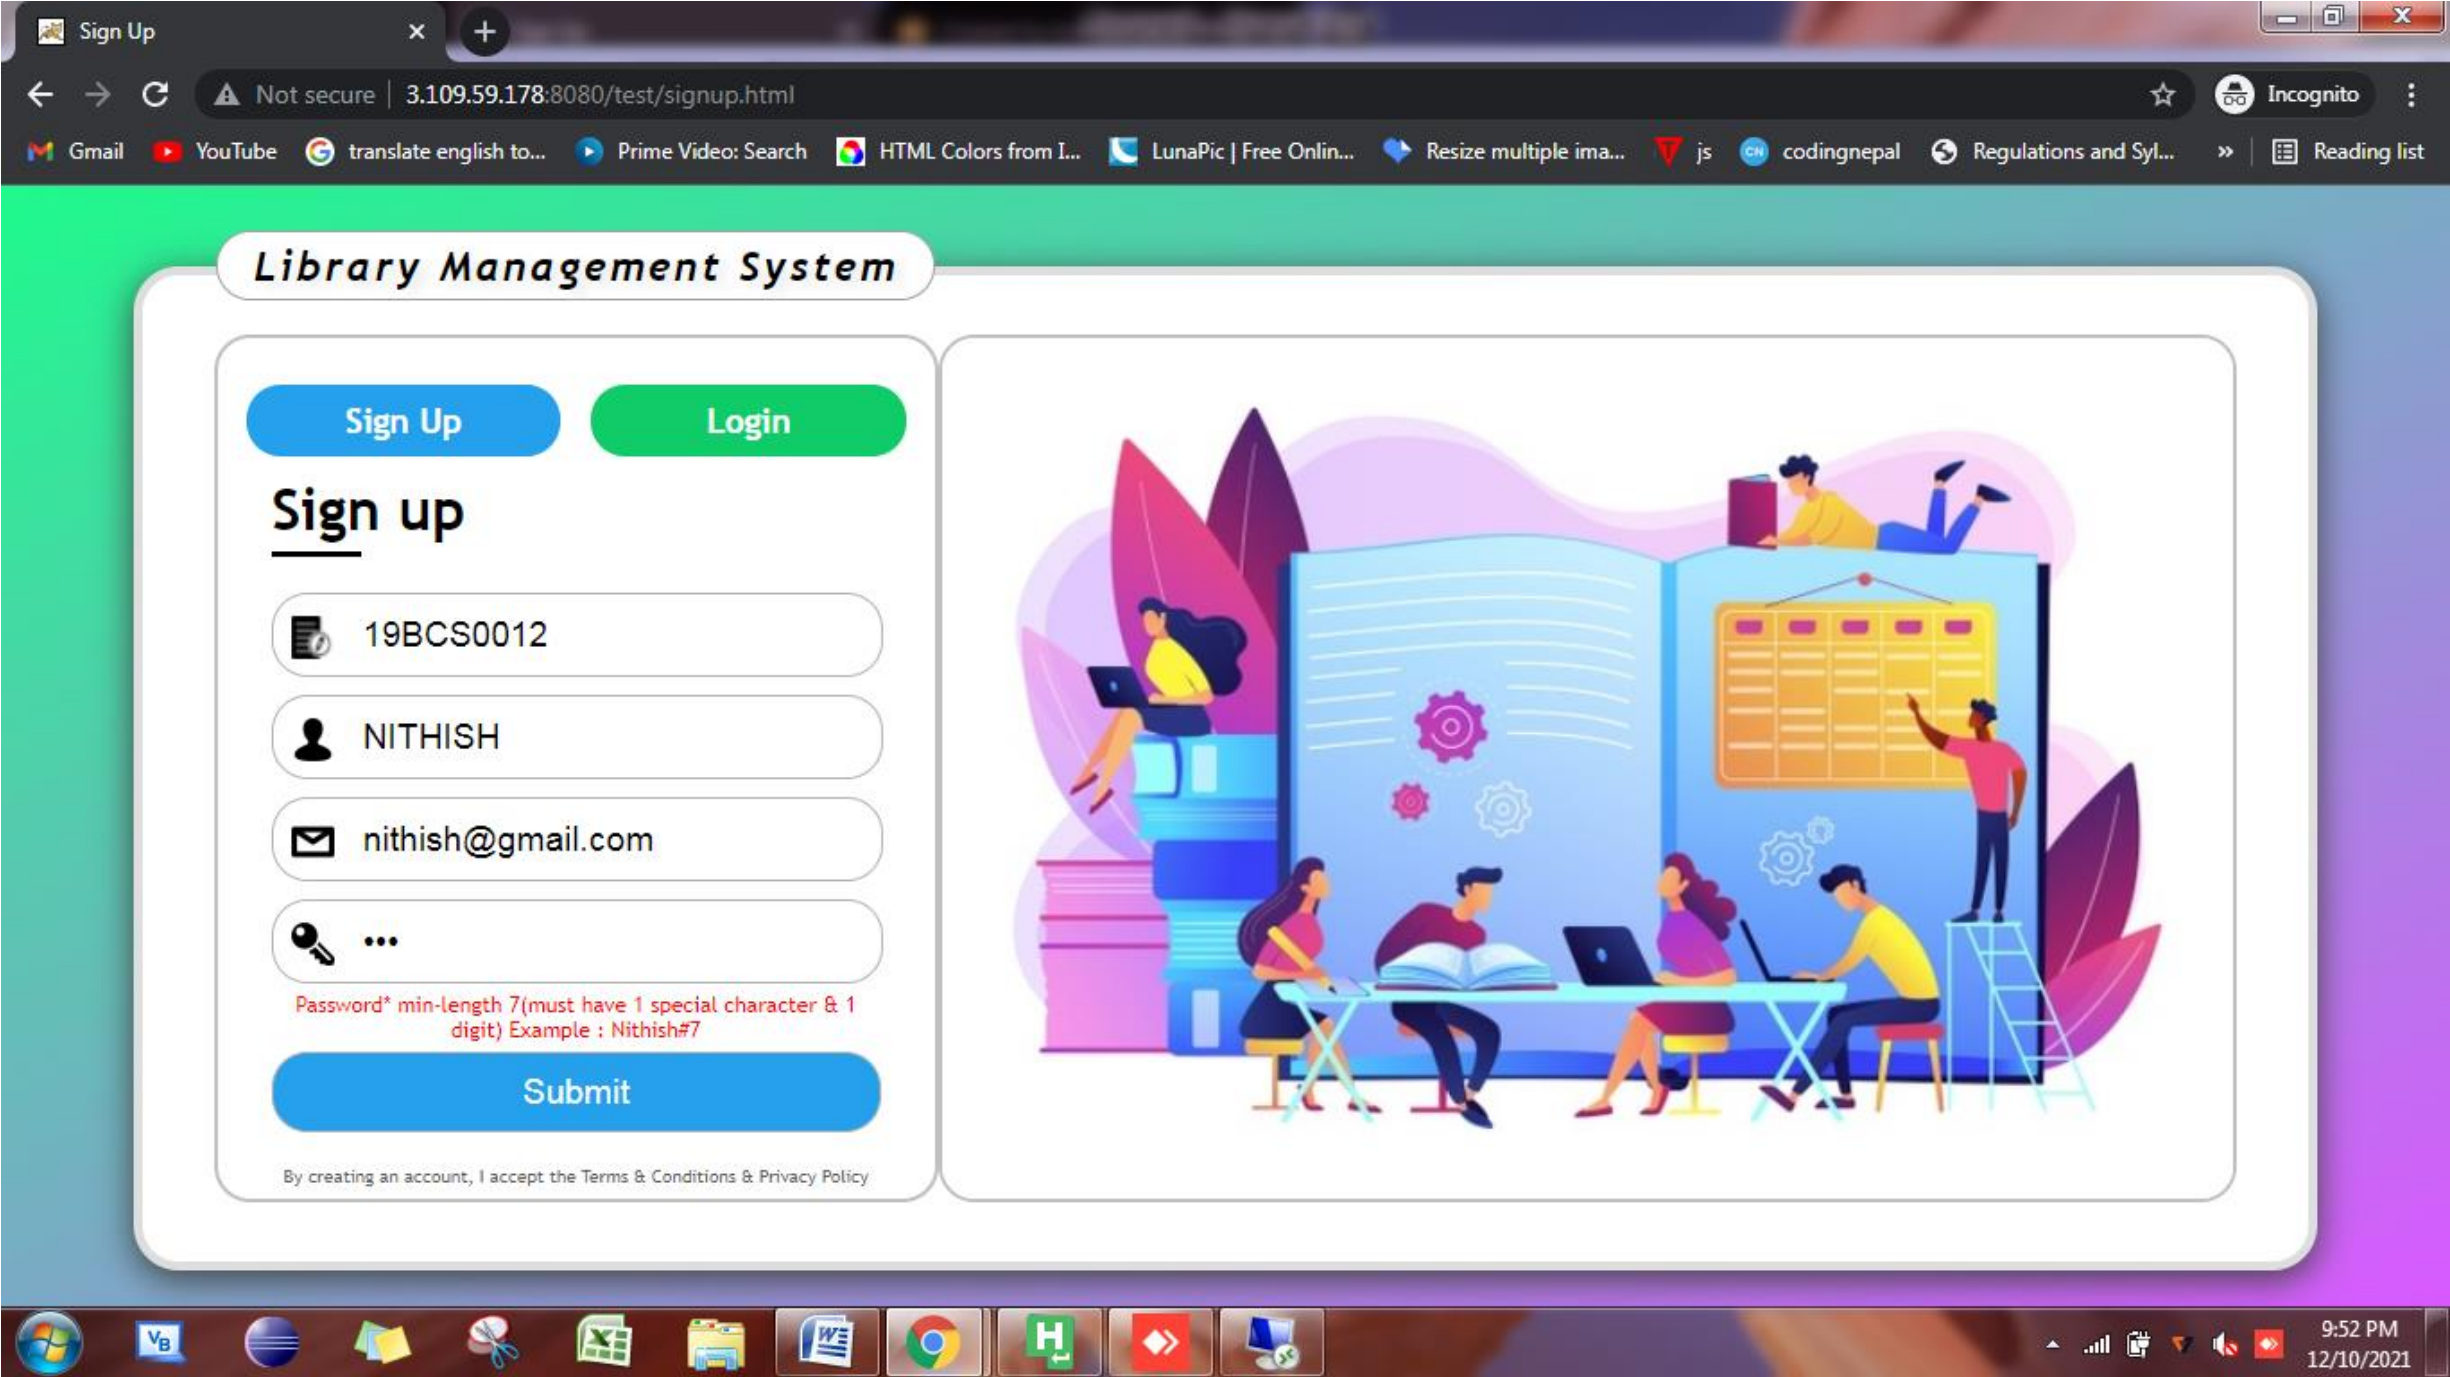 Sign Up
Not secure | 3.109.59.178:8080/test/signup.html
Incognito
Gmail YouTube translate english to... Prime Video: Search HTML Colors from I... LunaPic | Free Onlin... Resize multiple ima... js CN codingnepal Regulations and Syl... » Reading list
Library Management System
Sign Up Login
Sign up
19BCS0012
NITHISH
nithish@gmail.com
•••
Password* min-length 7(must have 1 special character & 1
digit) Example : Nithish#7
Submit
By creating an account, I accept the Terms & Conditions & Privacy Policy
VB
H
9:52 PM
12/10/2021